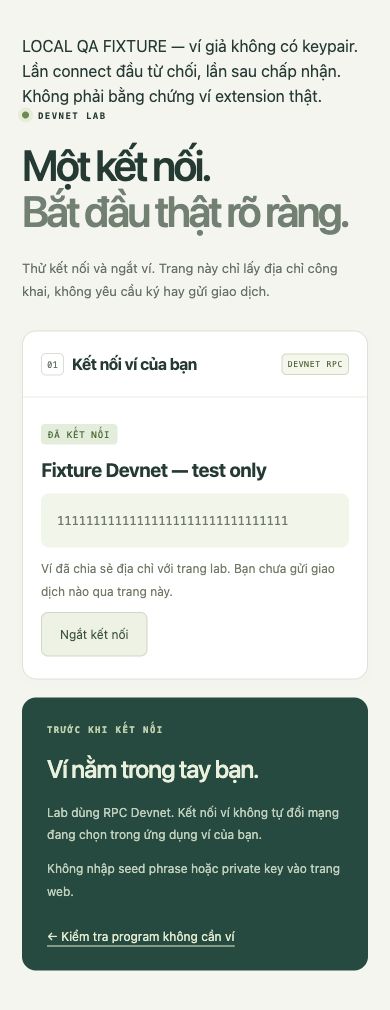 LOCAL QA FIXTURE — ví giả không có keypair.
Lần connect đầu từ chối, lần sau chấp nhận.
Không phải bằng chứng ví extension thật.
DEVNET LAB
Một kết nối.
Bắt đầu thật rõ ràng.
Thử kết nối và ngắt ví. Trang này chỉ lấy địa chỉ công
khai, không yêu cầu ký hay gửi giao dịch.
01 Kết nối ví của bạn DEVNET RPC
ĐÃ KẾT NỐI
Fixture Devnet — test only
11111111111111111111111111111111
Ví đã chia sẻ địa chỉ với trang lab. Bạn chưa gửi giao
dịch nào qua trang này.
Ngắt kết nối
TRƯỚC KHI KẾT NỐI
Ví nằm trong tay bạn.
Lab dùng RPC Devnet. Kết nối ví không tự đổi mạng
đang chọn trong ứng dụng ví của bạn.
Không nhập seed phrase hoặc private key vào trang
web.
← Kiểm tra program không cần ví